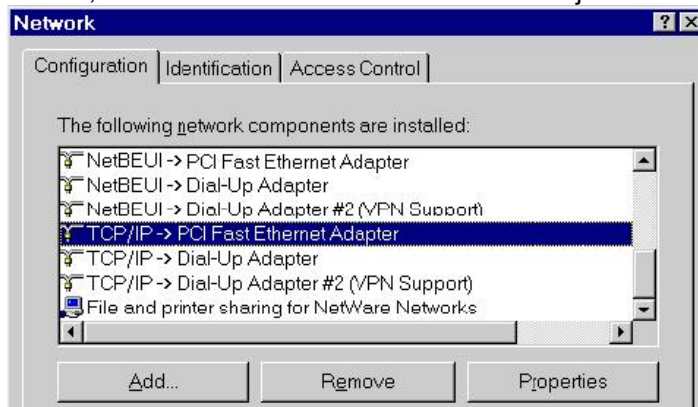 Network
Configuration Identification Access Control
The following network components are installed:
NetBEUI -> PCI Fast Ethernet Adapter
NetBEUI -> Dial-Up Adapter
NetBEUI -> Dial-Up Adapter #2 (VPN Support)
TCP/IP -> PCI Fast Ethernet Adapter
TCP/IP -> Dial-Up Adapter
TCP/IP -> Dial-Up Adapter #2 (VPN Support)
File and printer sharing for NetWare Networks
Add... Remove Properties